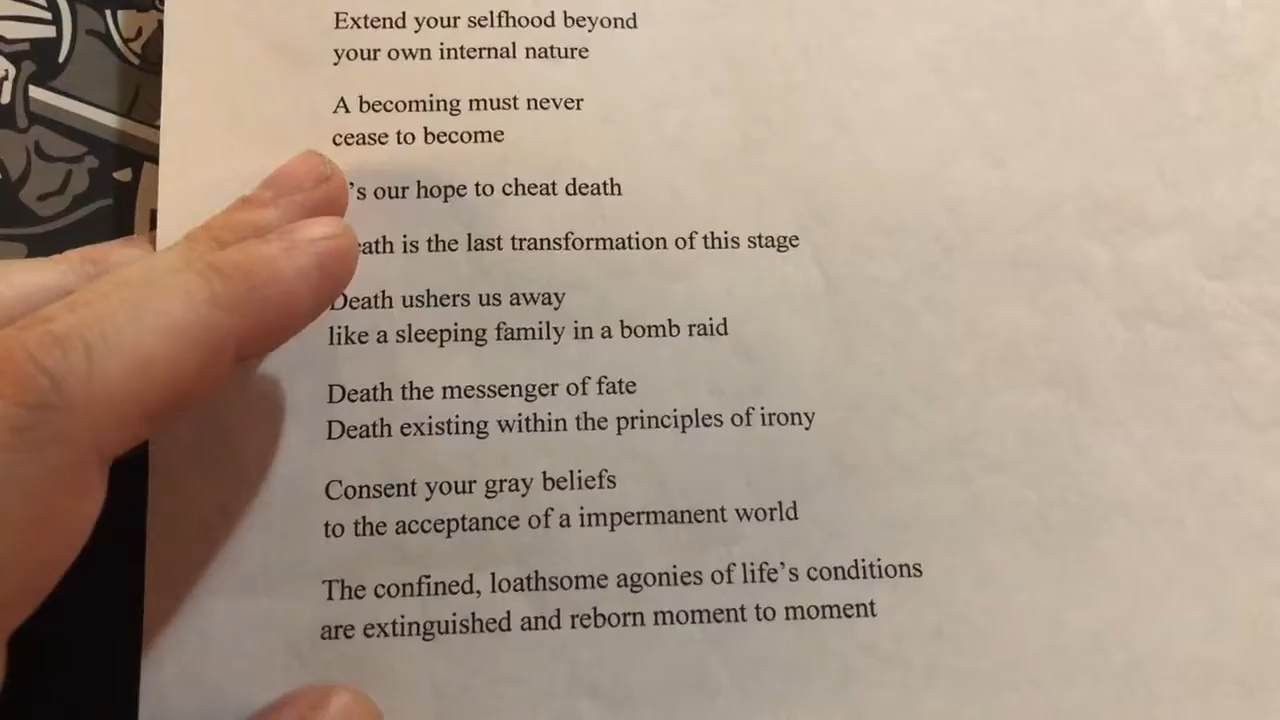 Extend your selfhood beyond
your own internal nature
A becoming must never
cease to become
’s our hope to cheat death
eath is the last transformation of this stage
Death ushers us away
like a sleeping family in a bomb raid
Death the messenger of fate
Death existing within the principles of irony
Consent your gray beliefs
to the acceptance of a impermanent world
The confined, loathsome agonies of life’s conditions
are extinguished and reborn moment to moment